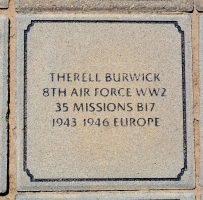 THERELL BURWICK
8TH AIR FORCE WW2
35 MISSIONS B17
1943 1946 EUROPE